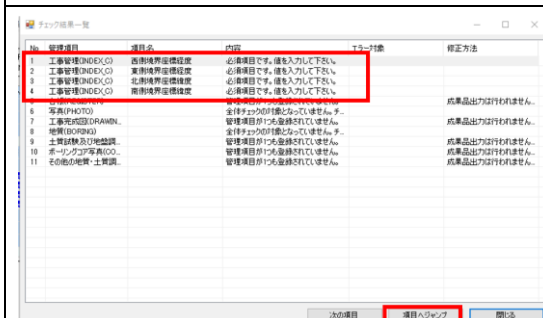 チェック結果一覧
No 管理項目 項目名 内容 エラー対象 修正方法
1 工事管理(INDEX_C) 西側境界座標経度 必須項目です。値を入力して下さい。
2 工事管理(INDEX_C) 東側境界座標経度 必須項目です。値を入力して下さい。
3 工事管理(INDEX_C) 北側境界座標緯度 必須項目です。値を入力して下さい。
4 工事管理(INDEX_C) 南側境界座標緯度 必須項目です。値を入力して下さい。
管理項目が1つも登録されていません。 成果品出力は行われません...
6 写真(PHOTO) 全体チェックの対象となっていません。チ...
7 工事完成図(DRAWIN... 管理項目が1つも登録されていません。 成果品出力は行われません...
8 地質(BORING) 全体チェックの対象となっていません。チ...
9 土質試験及び地盤調... 管理項目が1つも登録されていません。 成果品出力は行われません...
10 ボーリングコア写真(CO... 管理項目が1つも登録されていません。 成果品出力は行われません...
11 その他の地質・土質調... 管理項目が1つも登録されていません。 成果品出力は行われません...
次の項目 項目へジャンプ 閉じる